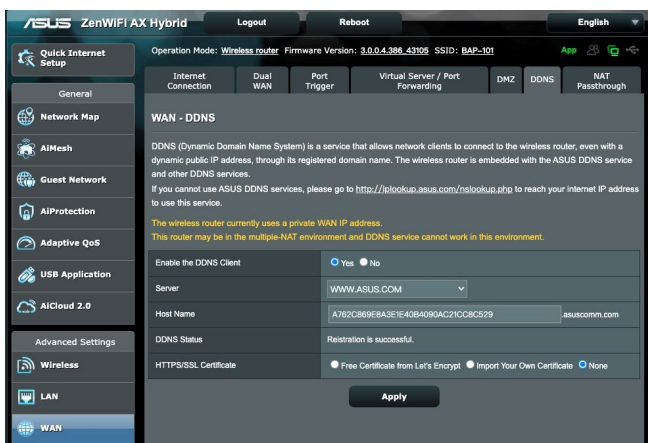 ASUS ZenWiFi AX Hybrid Logout Reboot English
Quick Internet
Setup
General
Network Map
AiMesh
Guest Network
AiProtection
Adaptive QoS
USB Application
AiCloud 2.0
Advanced Settings
Wireless
LAN
WAN
Operation Mode: Wireless router Firmware Version: 3.0.0.4.386_43105 SSID: BAP-101 App
Internet
Connection
Dual
WAN
Port
Trigger
Virtual Server / Port
Forwarding
DMZ
DDNS
NAT
Passthrough
WAN - DDNS
DDNS (Dynamic Domain Name System) is a service that allows network clients to connect to the wireless router, even with a
dynamic public IP address, through its registered domain name. The wireless router is embedded with the ASUS DDNS service
and other DDNS services.
If you cannot use ASUS DDNS services, please go to http://iplookup.asus.com/nslookup.php to reach your internet IP address
to use this service.
The wireless router currently uses a private WAN IP
address.
This router may be in the multiple-NAT environment and DDNS service cannot work in this environment.
Enable the DDNS Client Yes No
Server WWW.ASUS.COM
Host Name A762C869E8A3E1E40B4090AC21CC8C529 .asuscomm.com
DDNS Status Reistration is successful.
HTTPS/SSL Certificate Free Certificate from Let's Encrypt Import Your Own Certificate None
Apply